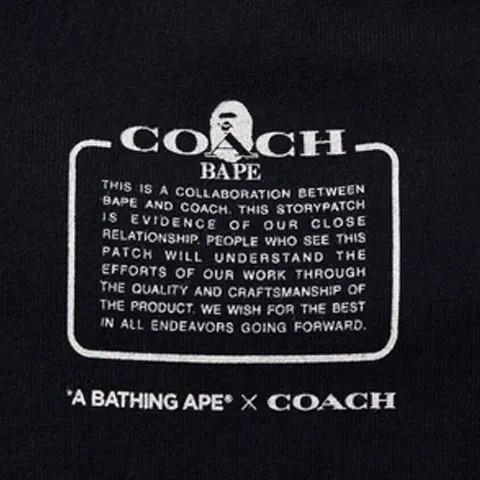 COACH
BAPE
THIS IS A COLLABORATION BETWEEN
BAPE AND COACH. THIS STORYPATCH
IS EVIDENCE OF OUR CLOSE
RELATIONSHIP. PEOPLE WHO SEE THIS
PATCH WILL UNDERSTAND THE
EFFORTS OF OUR WORK THROUGH
THE QUALITY AND CRAFTSMANSHIP OF
THE PRODUCT. WE WISH FOR THE BEST
IN ALL ENDEAVORS GOING FORWARD.
"A BATHING APE® × COACH